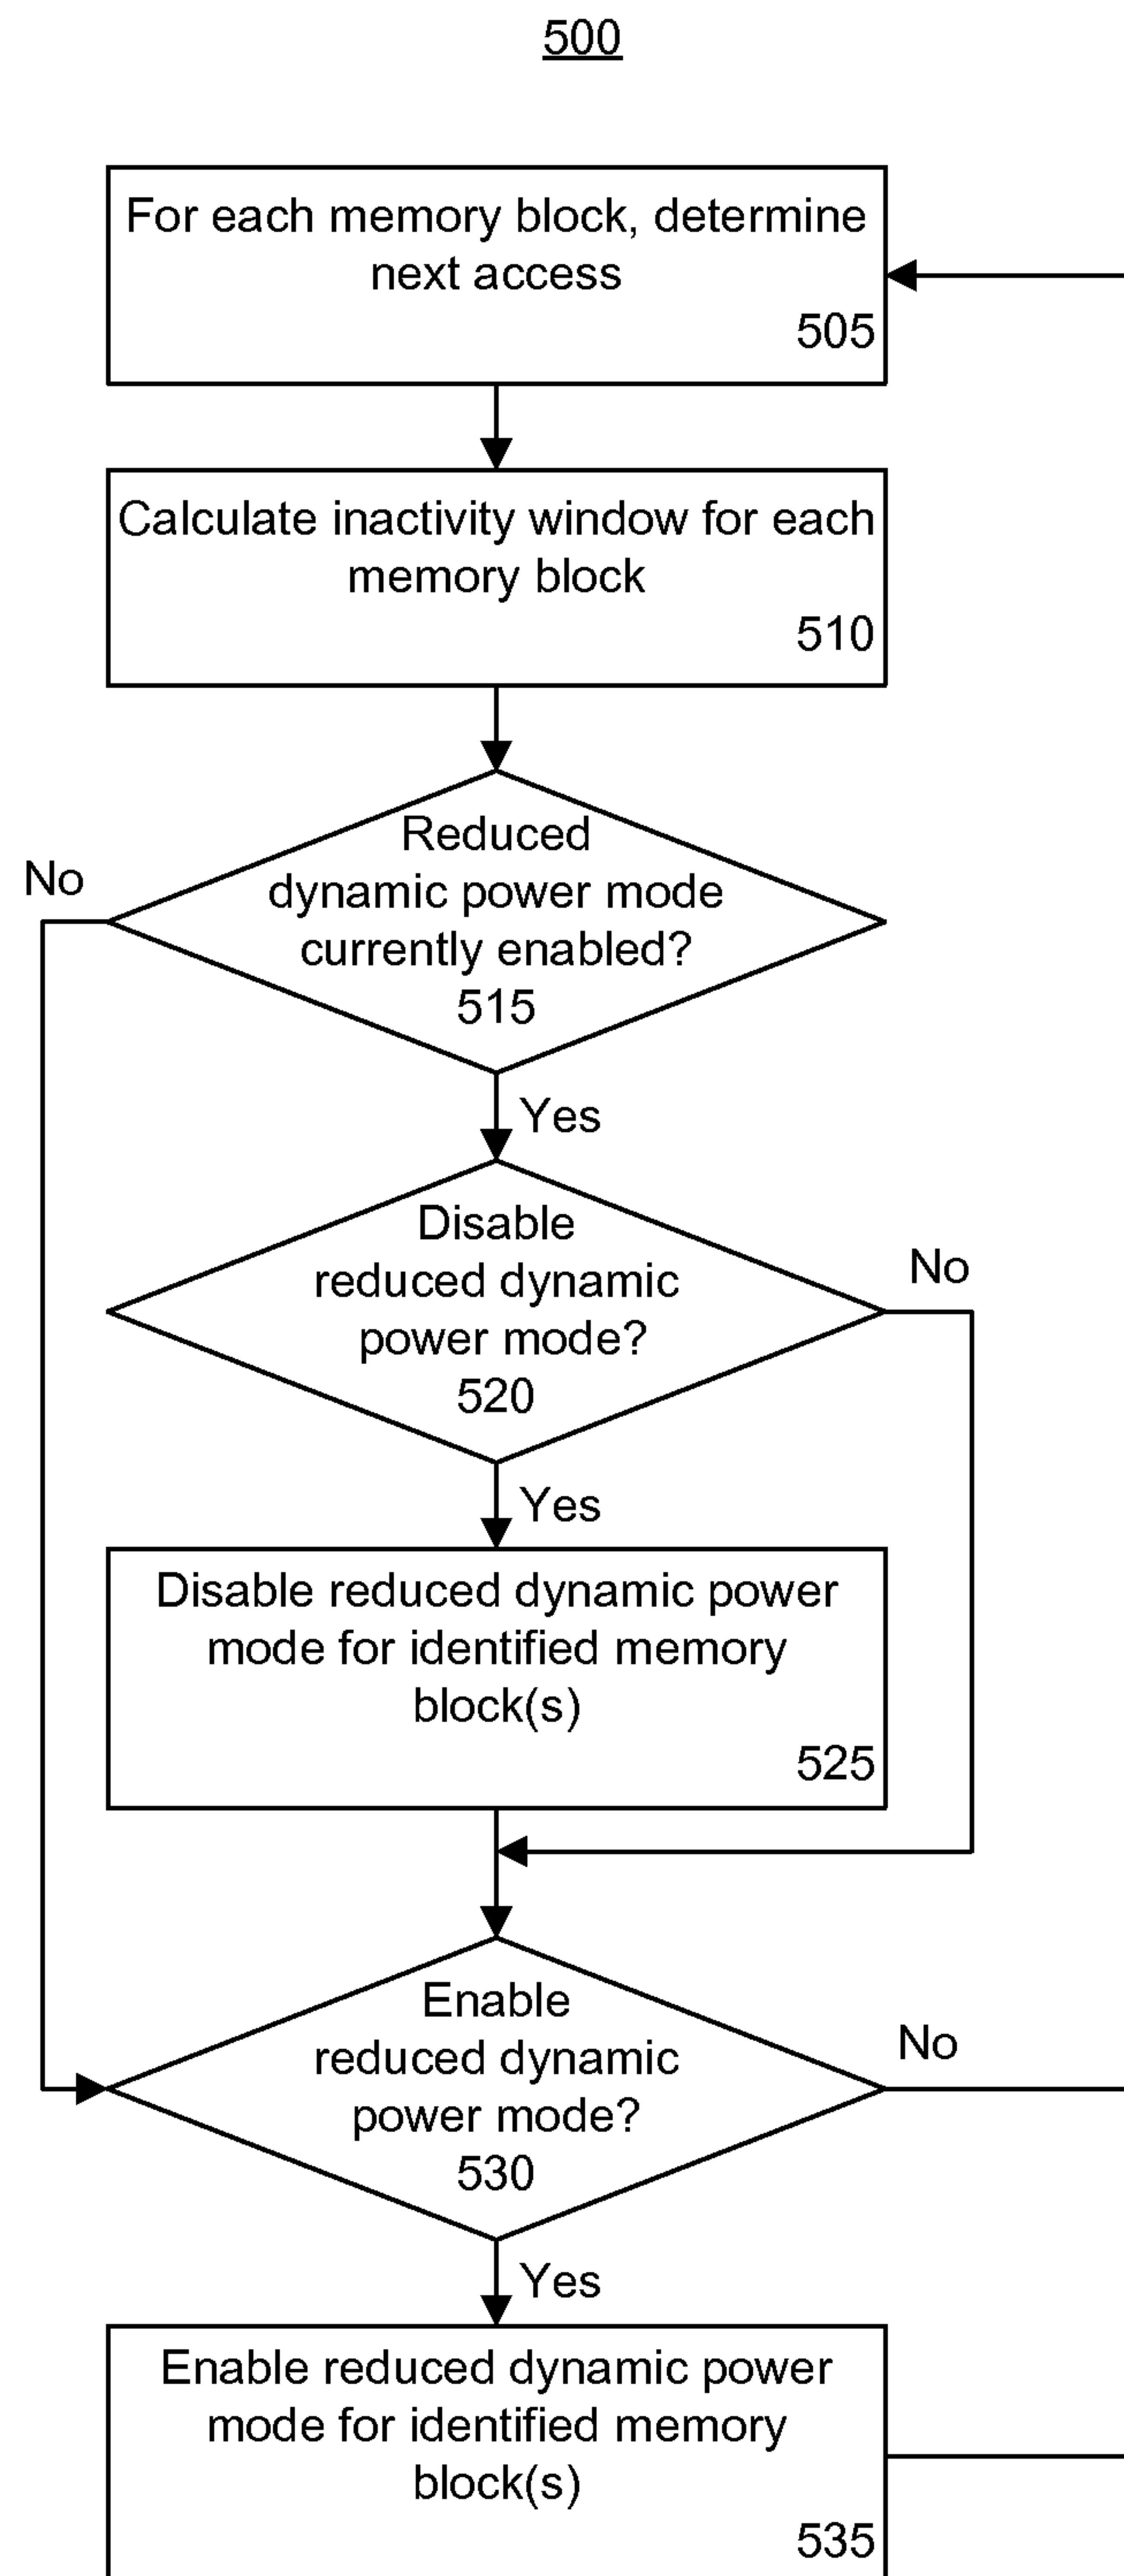 500
For each memory block, determine
next access
505
Calculate inactivity window for each
memory block
510
Reduced
dynamic power mode
currently enabled?
515
No
Yes
Disable
reduced dynamic
power mode?
520
No
Yes
Disable reduced dynamic power
mode for identified memory
block(s)
525
Enable
reduced dynamic
power mode?
530
No
Yes
Enable reduced dynamic power
mode for identified memory
block(s)
535